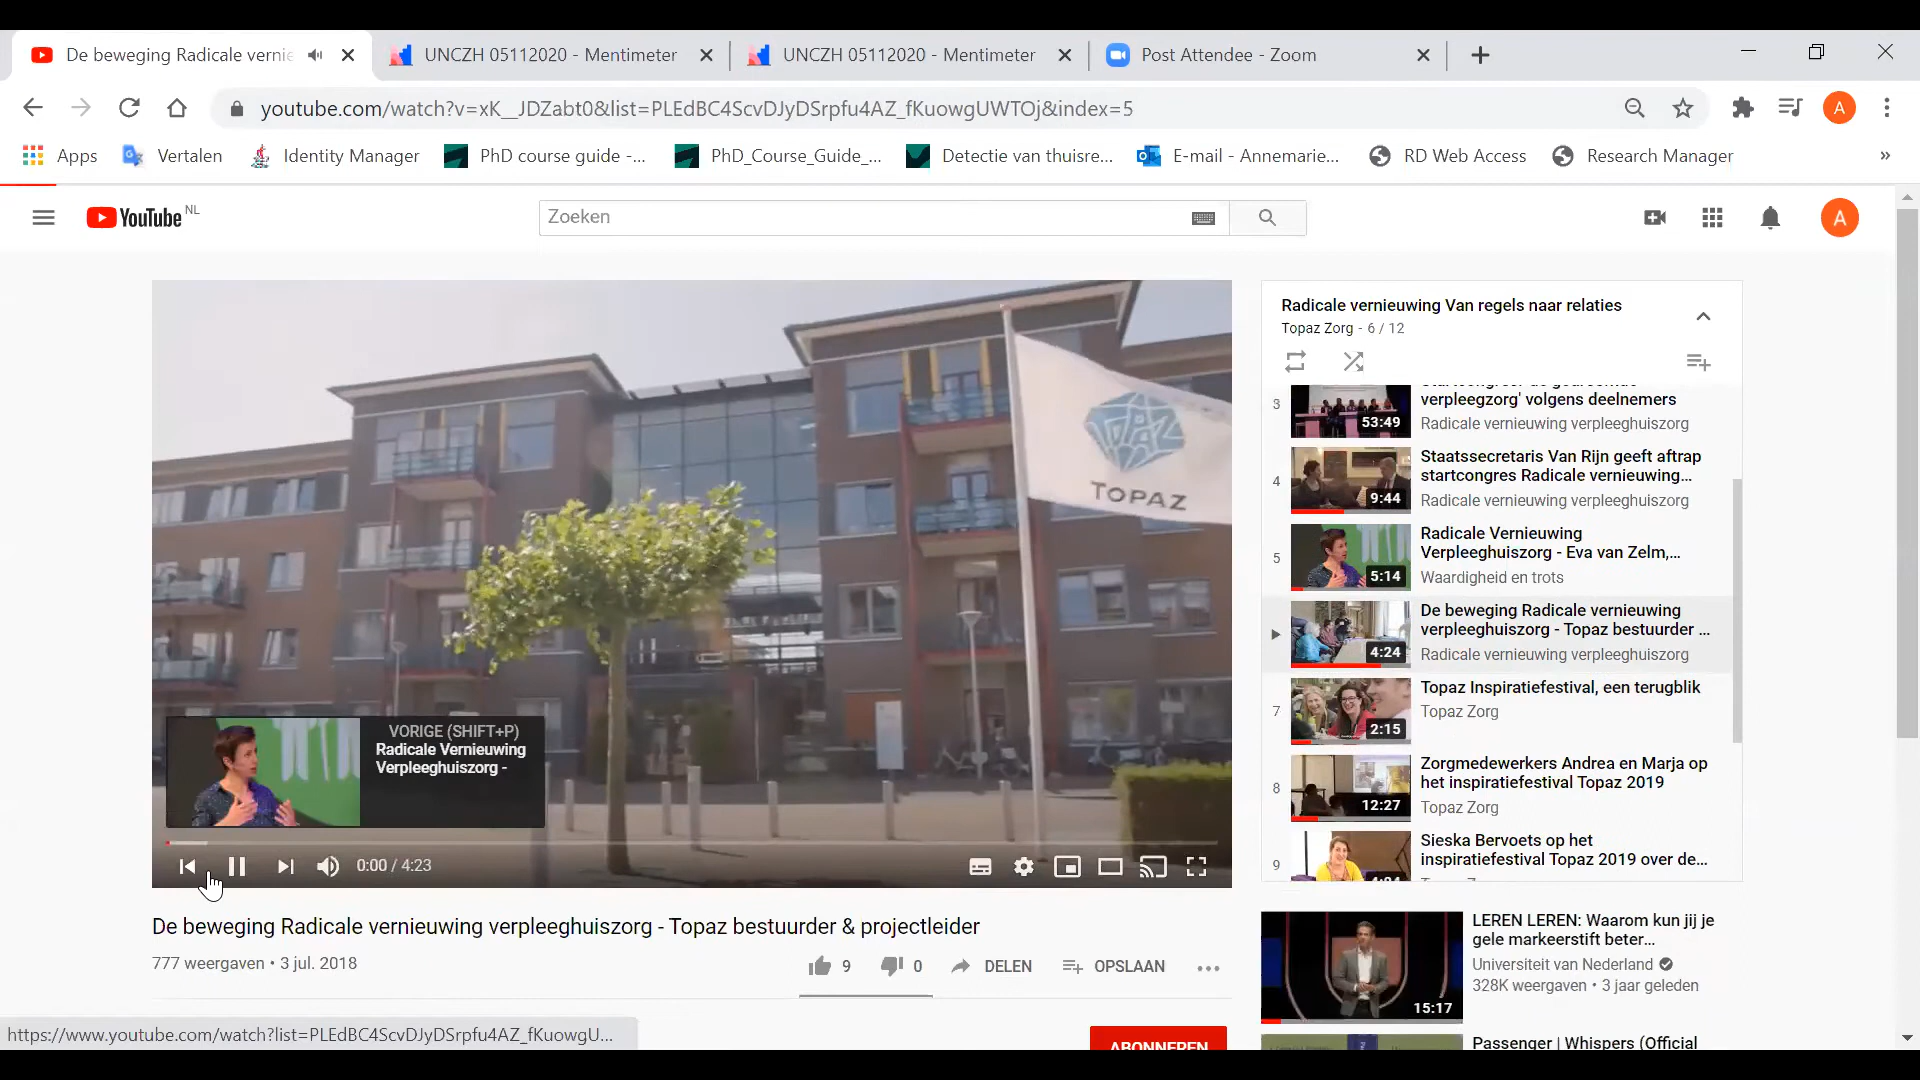 De beweging Radicale vernie
UNCZH 05112020 - Mentimeter
UNCZH 05112020 - Mentimeter
Post Attendee - Zoom
youtube.com/watch?v=xK__JDZabt0&list=PLEdBC4ScvDJyDSrpfu4AZ_fKuowgUWTOj&index=5
A
Apps
Vertalen
Identity Manager
PhD course guide -...
PhD_Course_Guide_...
Detectie van thuisre...
E-mail - Annemarie...
RD Web Access
Research Manager
»
YouTube NL
Zoeken
A
TOPAZ
VORIGE (SHIFT+P)
Radicale Vernieuwing
Verpleeghuiszorg -
0:00 / 4:23
De beweging Radicale vernieuwing verpleeghuiszorg - Topaz bestuurder & projectleider
777 weergaven • 3 jul. 2018
9
0
DELEN
OPSLAAN
ABONNEREN
https://www.youtube.com/watch?list=PLEdBC4ScvDJyDSrpfu4AZ_fKuowgU...
Radicale vernieuwing Van regels naar relaties
Topaz Zorg - 6 / 12
3
53:49
verpleegzorg' volgens deelnemers
Radicale vernieuwing verpleeghuiszorg
4
9:44
Staatssecretaris Van Rijn geeft aftrap
startcongres Radicale vernieuwing...
Radicale vernieuwing verpleeghuiszorg
5
5:14
Radicale Vernieuwing
Verpleeghuiszorg - Eva van Zelm,...
Waardigheid en trots
4:24
De beweging Radicale vernieuwing
verpleeghuiszorg - Topaz bestuurder ...
Radicale vernieuwing verpleeghuiszorg
7
2:15
Topaz Inspiratiefestival, een terugblik
Topaz Zorg
8
12:27
Zorgmedewerkers Andrea en Marja op
het inspiratiefestival Topaz 2019
Topaz Zorg
9
Sieska Bervoets op het
inspiratiefestival Topaz 2019 over de...
15:17
LEREN LEREN: Waarom kun jij je
gele markeerstift beter...
Universiteit van Nederland
328K weergaven • 3 jaar geleden
Passenger | Whispers (Official